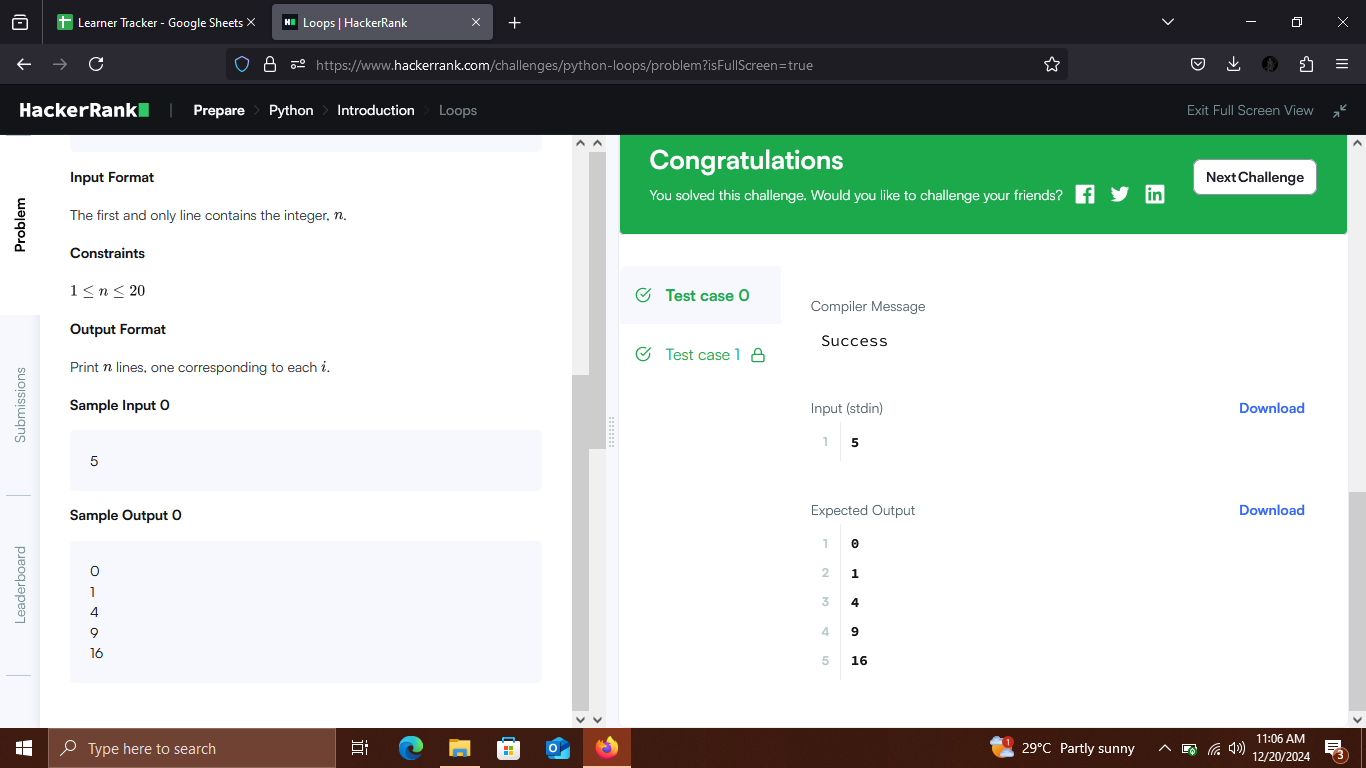 Learner Tracker - Google Sheets
Loops | HackerRank
https://www.hackerrank.com/challenges/python-loops/problem?isFullScreen=true
HackerRank
Prepare > Python > Introduction > Loops
Exit Full Screen View
Problem
Submissions
Leaderboard
Input Format
The first and only line contains the integer, n.
Constraints
1 ≤ n ≤ 20
Output Format
Print n lines, one corresponding to each i.
Sample Input 0
5
Sample Output 0
0
1
4
9
16
Congratulations
You solved this challenge. Would you like to challenge your friends?
Next Challenge
Test case 0
Test case 1
Compiler Message
Success
Input (stdin)
Download
1 5
Expected Output
Download
1 0
2 1
3 4
4 9
5 16
Type here to search
1
29°C Partly sunny
11:06 AM
12/20/2024
3